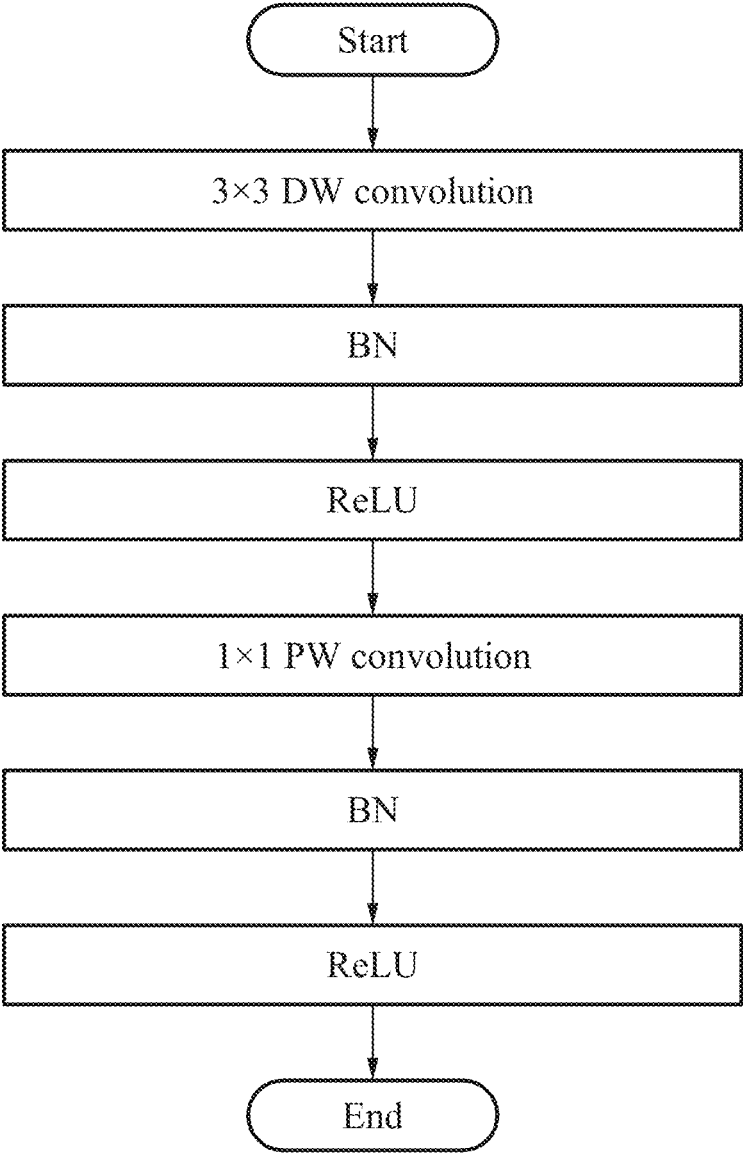 Start
3×3 DW convolution
BN
ReLU
1×1 PW convolution
BN
ReLU
End